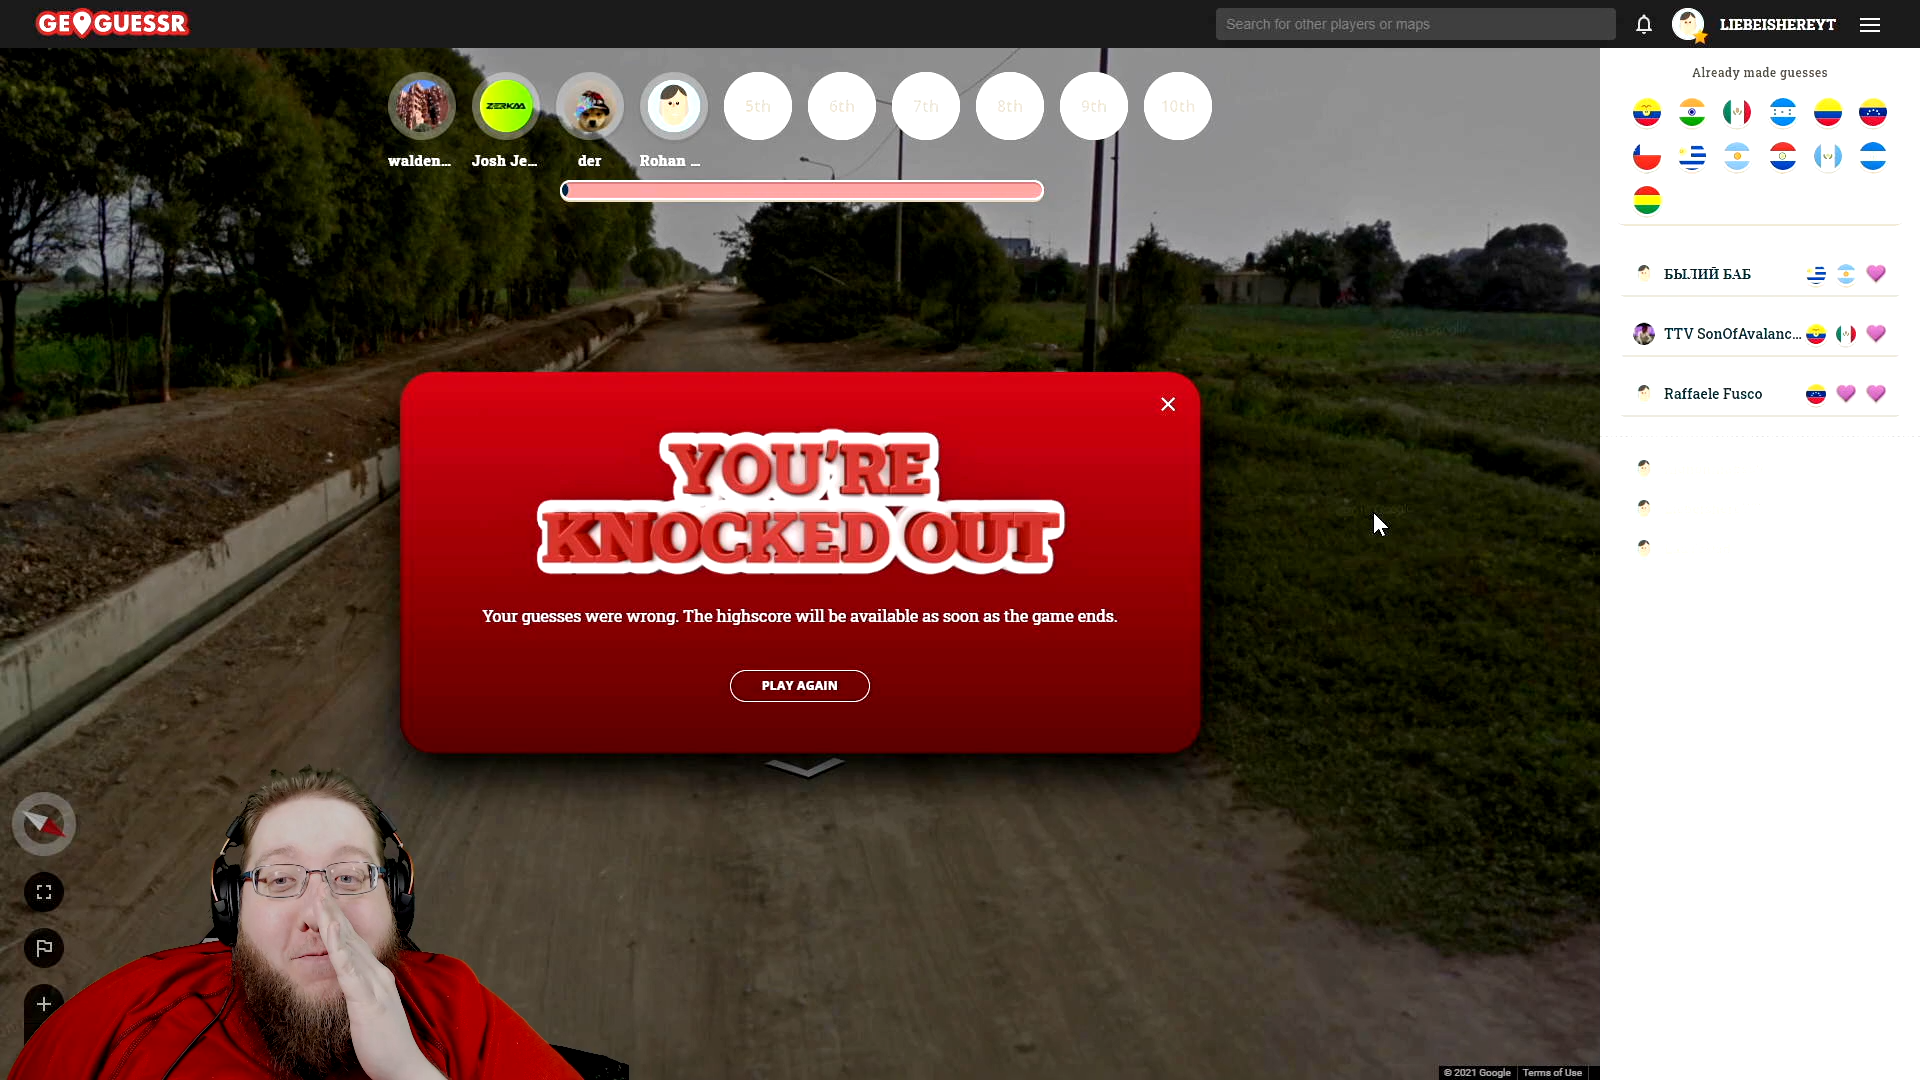 GEOGUESSR
Search for other players or maps
LIEBEISHEREYT
ZERKAA
5th 6th 7th 8th 9th 10th
walden... Josh Je... der Rohan ...
Already made guesses
БЫЛИЙ БАБ
TTV SonOfAvalanc...
Raffaele Fusco
YOU'RE
KNOCKED OUT
Your guesses were wrong. The highscore will be available as soon as the game ends.
PLAY AGAIN
© 2021 Google Terms of Use